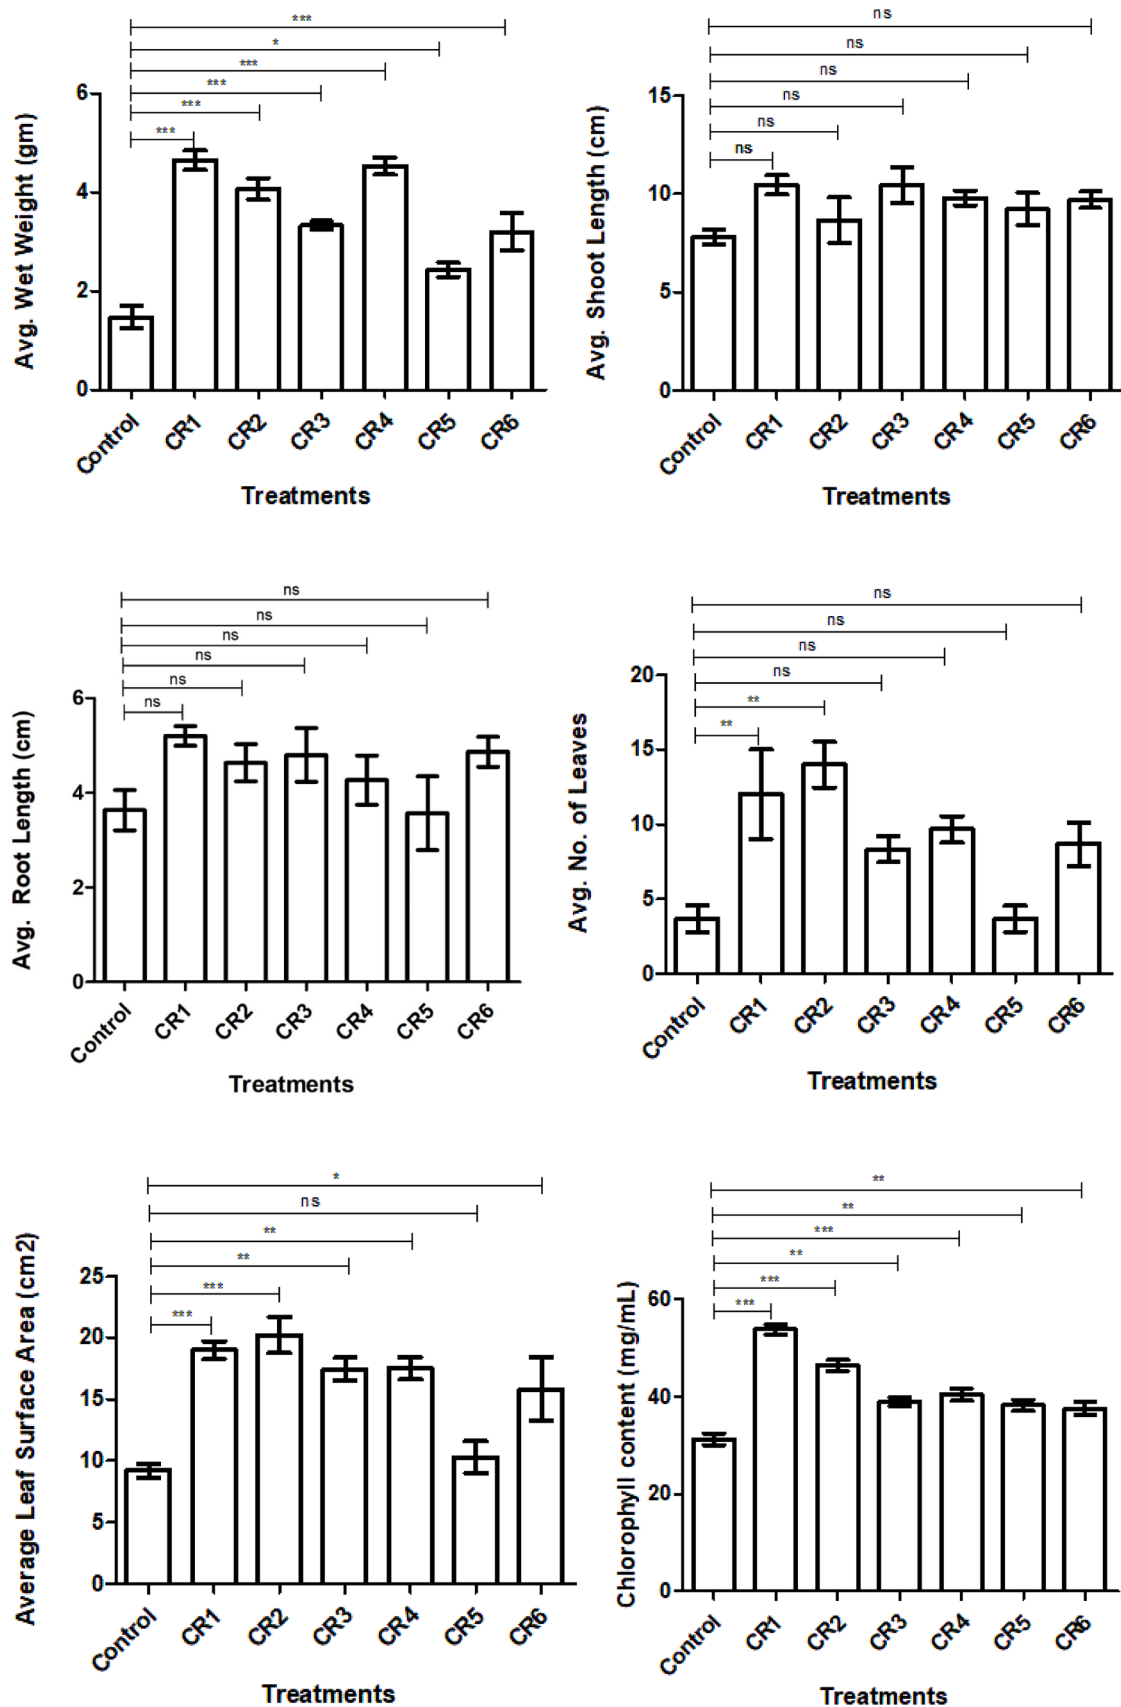 ***
*
***
***
***
***
Avg. Wet Weight (gm)
6
4
2
0
Control
CR1
CR2
CR3
CR4
CR5
CR6
Treatments
ns
ns
ns
ns
ns
ns
Avg. Shoot Length (cm)
15
10
5
0
Control
CR1
CR2
CR3
CR4
CR5
CR6
Treatments
ns
ns
ns
ns
ns
ns
Avg. Root Length (cm)
6
4
2
0
Control
CR1
CR2
CR3
CR4
CR5
CR6
Treatments
ns
ns
ns
ns
**
**
Avg. No. of Leaves
20
15
10
5
0
Control
CR1
CR2
CR3
CR4
CR5
CR6
Treatments
*
ns
**
**
***
***
Average Leaf Surface Area (cm2)
25
20
15
10
5
0
Control
CR1
CR2
CR3
CR4
CR5
CR6
Treatments
**
**
***
**
***
***
Chlorophyll content (mg/mL)
60
40
20
0
Control
CR1
CR2
CR3
CR4
CR5
CR6
Treatments